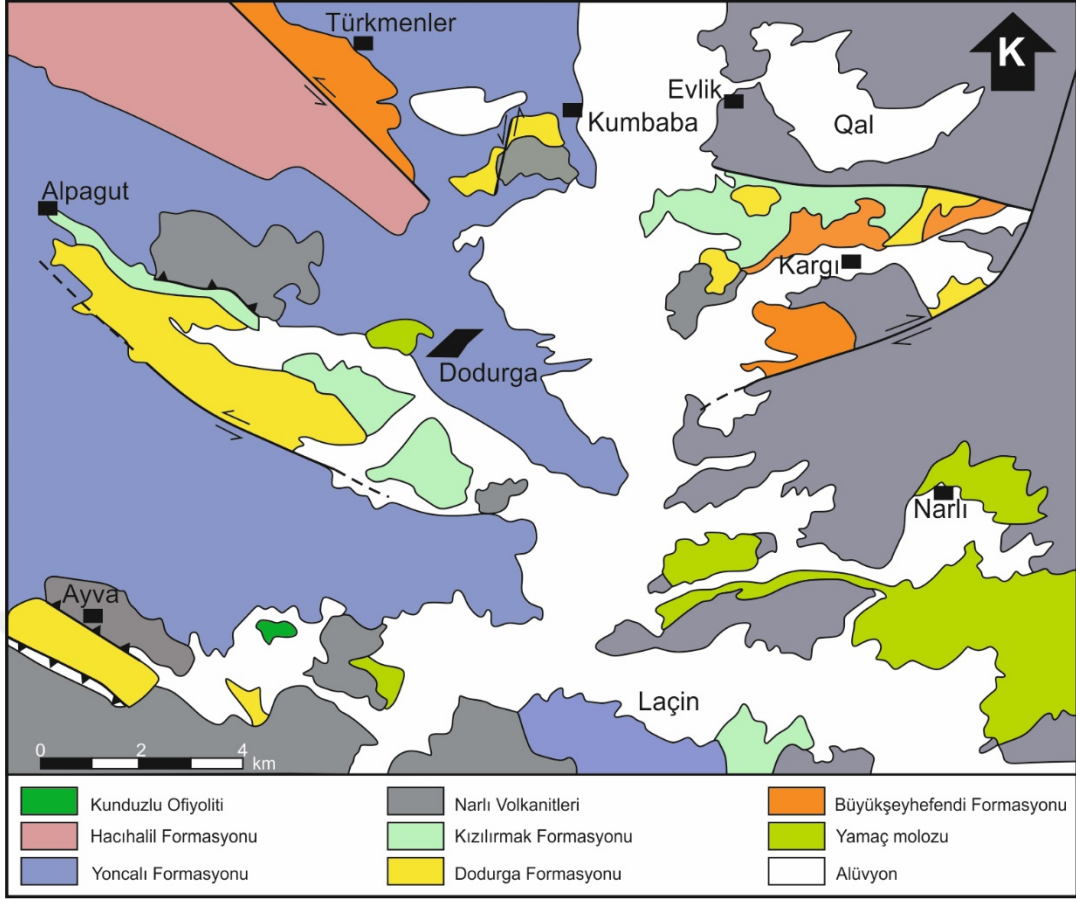 Türkmenler
K
Evlik
Kumbaba
Qal
Alpagut
Kargı
Dodurga
Narlı
Ayva
Laçin
0 2 4
km
Kunduzlu Ofiyoliti
Narlı Volkanitleri
Büyükşeyhefendi Formasyonu
Hacıhalil Formasyonu
Kızılırmak Formasyonu
Yamaç molozu
Yoncalı Formasyonu
Dodurga Formasyonu
Alüvyon